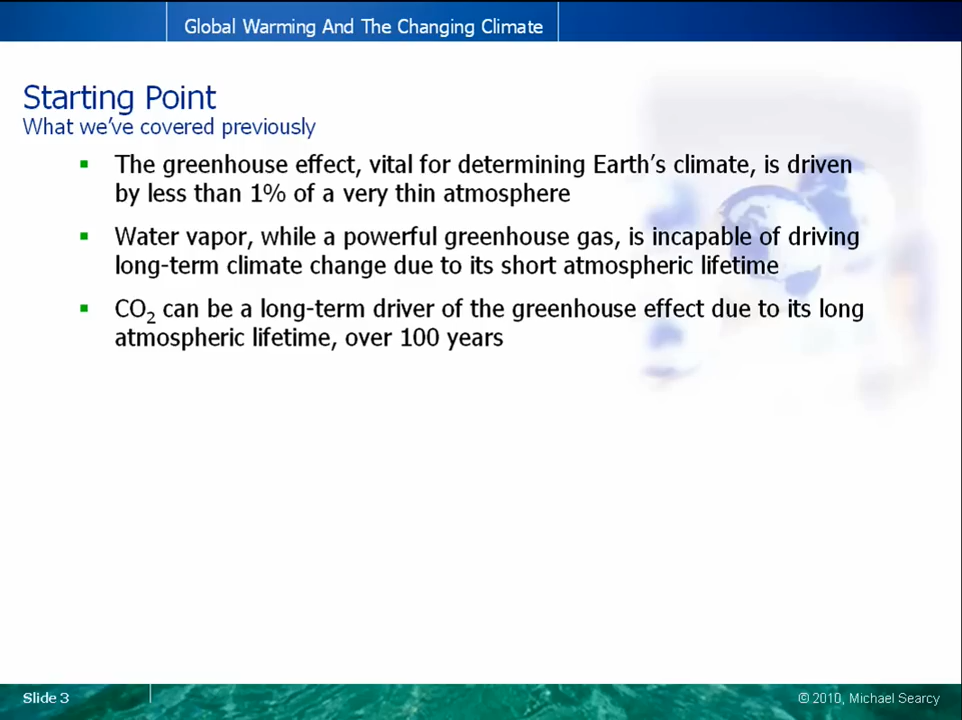 Global Warming And The Changing Climate
Starting Point
What we've covered previously
▪ The greenhouse effect, vital for determining Earth's climate, is driven
by less than 1% of a very thin atmosphere
▪ Water vapor, while a powerful greenhouse gas, is incapable of driving
long-term climate change due to its short atmospheric lifetime
▪ CO₂ can be a long-term driver of the greenhouse effect due to its long
atmospheric lifetime, over 100 years
Slide 3
© 2010, Michael Searcy